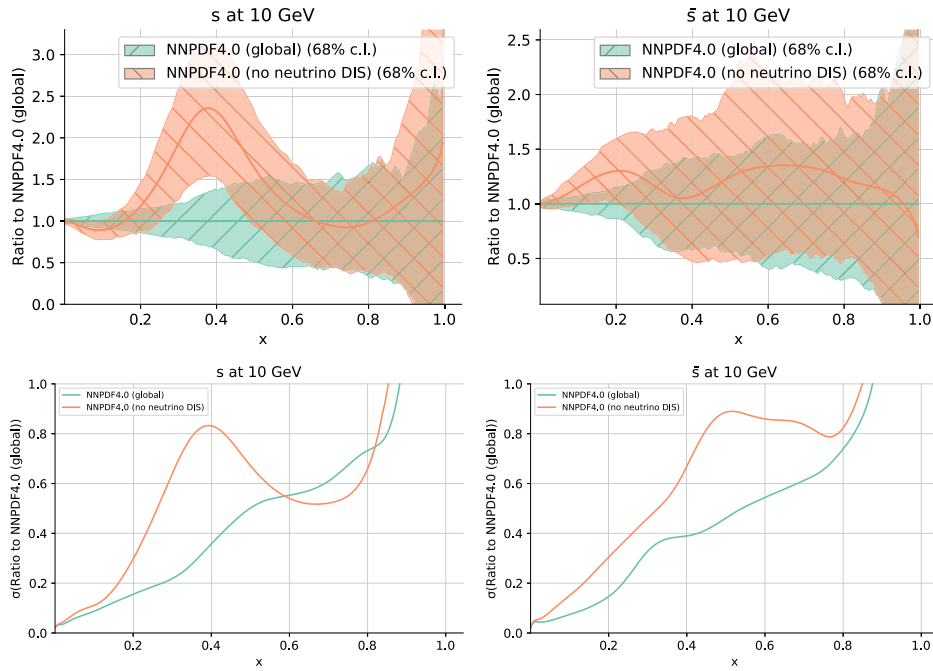 s at 10 GeV
NNPDF4.0 (global) (68% c.l.)
NNPDF4.0 (no neutrino DIS) (68% c.l.)
Ratio to NNPDF4.0 (global)
3.0
2.5
2.0
1.5
1.0
0.5
0.0
0.2
0.4
0.6
0.8
1.0
x
s̄ at 10 GeV
NNPDF4.0 (global) (68% c.l.)
NNPDF4.0 (no neutrino DIS) (68% c.l.)
Ratio to NNPDF4.0 (global)
2.5
2.0
1.5
1.0
0.5
0.2
0.4
0.6
0.8
1.0
x
s at 10 GeV
NNPDF4.0 (global)
NNPDF4.0 (no neutrino DIS)
σ(Ratio to NNPDF4.0 (global))
1.0
0.8
0.6
0.4
0.2
0.0
0.2
0.4
0.6
0.8
1.0
x
s̄ at 10 GeV
NNPDF4.0 (global)
NNPDF4.0 (no neutrino DIS)
σ(Ratio to NNPDF4.0 (global))
1.0
0.8
0.6
0.4
0.2
0.0
0.2
0.4
0.6
0.8
1.0
x